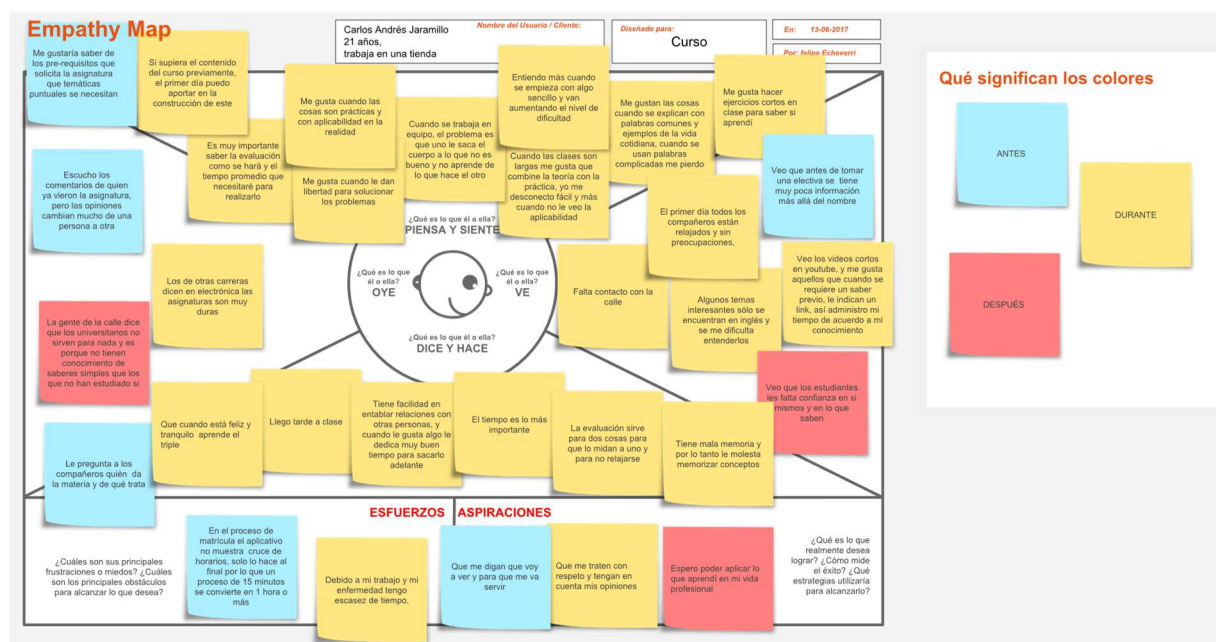 Empathy Map
Nombre del Usuario / Cliente:
Carlos Andrés Jaramillo
21 años,
trabaja en una tienda
Diseñado para:
Curso
En: 13-06-2017
Por: felipe Echeverri
Me gustaría saber de
los pre-requisitos que
solicita la asignatura
que temáticas
puntuales se necesitan
Si supiera el contenido
del curso previamente,
el primer día puedo
aportar en la
construcción de este
Me gusta cuando las
cosas son prácticas y
con aplicabilidad en la
realidad
Cuando se trabaja en
equipo, el problema es
que uno le saca el
cuerpo a lo que no es
bueno y no aprende de
lo que hace el otro
Entiendo más cuando
se empieza con algo
sencillo y van
aumentando el nivel de
dificultad
Me gustan las cosas
cuando se explican con
palabras comunes y
ejemplos de la vida
cotidiana, cuando se
usan palabras
complicadas me pierdo
Me gusta hacer
ejercicios cortos en
clase para saber si
aprendí
Es muy importante
saber la evaluación
como se hará y el
tiempo promedio que
necesitaré para
realizarlo
Me gusta cuando le dan
libertad para solucionar
los problemas
Cuando las clases son
largas me gusta que
combine la teoría con la
práctica, yo me
desconecto fácil y más
cuando no le veo la
aplicabilidad
Escucho los
comentarios de quien
ya vieron la asignatura,
pero las opiniones
cambian mucho de una
persona a otra
Veo que antes de tomar
una electiva se tiene
muy poca información
más allá del nombre
El primer día todos los
compañeros están
relajados y sin
preocupaciones,
¿Qué es lo que él o ella?
PIENSA Y SIENTE
¿Qué es lo que
él o ella?
OYE
¿Qué es lo que
él o ella?
VE
¿Qué es lo que él o ella?
DICE Y HACE
Los de otras carreras
dicen en electrónica las
asignaturas son muy
duras
Falta contacto con la
calle
Algunos temas
interesantes sólo se
encuentran en inglés y
se me dificulta
entenderlos
Veo los videos cortos
en youtube, y me gusta
aquellos que cuando se
requiere un saber
previo, le indican un
link, así administro mi
tiempo de acuerdo a mi
conocimiento
La gente de la calle dice
que los universitarios no
sirven para nada y es
porque no tienen
conocimiento de
saberes simples que los
que no han estudiado si
Veo que los estudiantes
les falta confianza en si
mismos y en lo que
saben
Que cuando está feliz y
tranquilo aprende el
triple
Llego tarde a clase
Tiene facilidad en
entablar relaciones con
otras personas, y
cuando le gusta algo le
dedica muy buen
tiempo para sacarlo
adelante
El tiempo es lo más
importante
La evaluación sirve
para dos cosas para
que lo midan a uno y
para no relajarse
Tiene mala memoria y
por lo tanto le molesta
memorizar conceptos
Le pregunta a los
compañeros quién da
la materia y de qué trata
ESFUERZOS
ASPIRACIONES
¿Cuáles son sus principales
frustraciones o miedos? ¿Cuáles
son los principales obstáculos
para alcanzar lo que desea?
En el proceso de
matrícula el aplicativo
no muestra cruce de
horarios, solo lo hace al
final por lo que un
proceso de 15 minutos
se convierte en 1 hora o
más
Debido a mi trabajo y mi
enfermedad tengo
escasez de tiempo,
Que me digan que voy
a ver y para que me va
servir
Que me traten con
respeto y tengan en
cuenta mis opiniones
Espero poder aplicar lo
que aprendí en mi vida
profesional
¿Qué es lo que
realmente desea
lograr? ¿Cómo mide
el éxito? ¿Qué
estrategias utilizaría
para alcanzarlo?
Qué significan los colores
ANTES
DURANTE
DESPUÉS